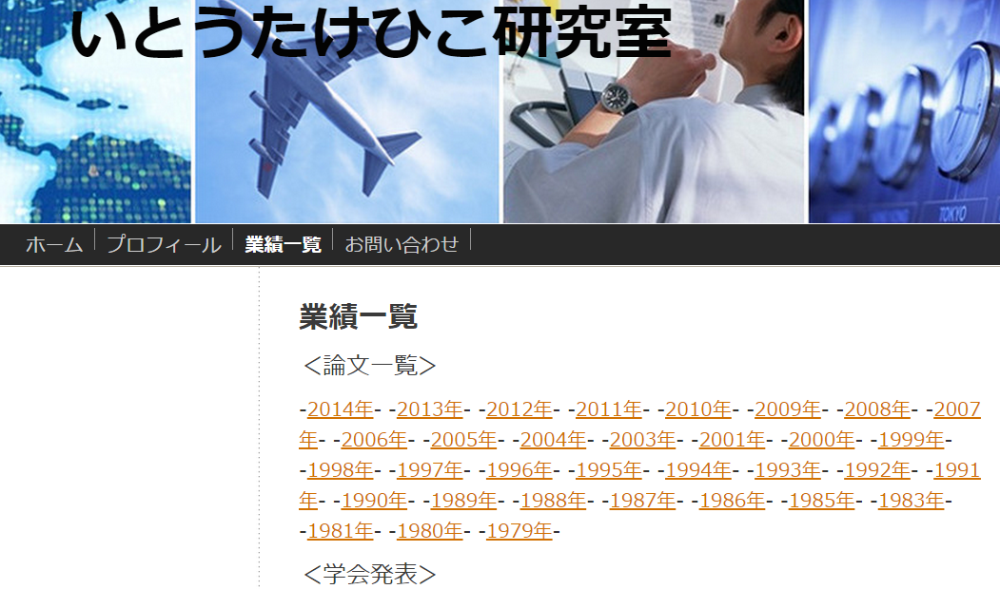 いとうたけひこ研究室
TOKYO
ホーム プロフィール 業績一覧 お問い合わせ
業績一覧
＜論文一覧＞
-2014年- -2013年- -2012年- -2011年- -2010年- -2009年- -2008年- -2007
年- -2006年- -2005年- -2004年- -2003年- -2001年- -2000年- -1999年-
-1998年- -1997年- -1996年- -1995年- -1994年- -1993年- -1992年- -1991
年- -1990年- -1989年- -1988年- -1987年- -1986年- -1985年- -1983年-
-1981年- -1980年- -1979年-
＜学会発表＞